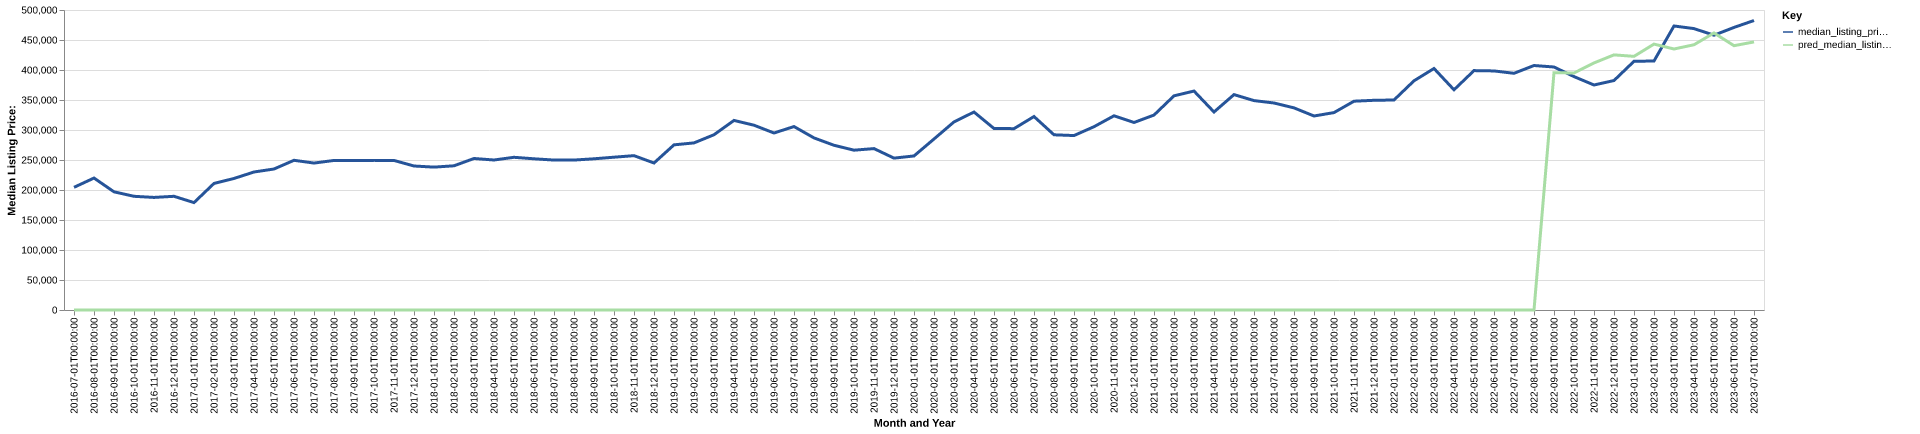 500,000
450,000
400,000
350,000
300,000
250,000
200,000
150,000
100,000
50,000
0
Median Listing Price:
2016-07-01T00:00:00
2016-08-01T00:00:00
2016-09-01T00:00:00
2016-10-01T00:00:00
2016-11-01T00:00:00
2016-12-01T00:00:00
2017-01-01T00:00:00
2017-02-01T00:00:00
2017-03-01T00:00:00
2017-04-01T00:00:00
2017-05-01T00:00:00
2017-06-01T00:00:00
2017-07-01T00:00:00
2017-08-01T00:00:00
2017-09-01T00:00:00
2017-10-01T00:00:00
2017-11-01T00:00:00
2017-12-01T00:00:00
2018-01-01T00:00:00
2018-02-01T00:00:00
2018-03-01T00:00:00
2018-04-01T00:00:00
2018-05-01T00:00:00
2018-06-01T00:00:00
2018-07-01T00:00:00
2018-08-01T00:00:00
2018-09-01T00:00:00
2018-10-01T00:00:00
2018-11-01T00:00:00
2018-12-01T00:00:00
2019-01-01T00:00:00
2019-02-01T00:00:00
2019-03-01T00:00:00
2019-04-01T00:00:00
2019-05-01T00:00:00
2019-06-01T00:00:00
2019-07-01T00:00:00
2019-08-01T00:00:00
2019-09-01T00:00:00
2019-10-01T00:00:00
2019-11-01T00:00:00
2019-12-01T00:00:00
2020-01-01T00:00:00
2020-02-01T00:00:00
2020-03-01T00:00:00
2020-04-01T00:00:00
2020-05-01T00:00:00
2020-06-01T00:00:00
2020-07-01T00:00:00
2020-08-01T00:00:00
2020-09-01T00:00:00
2020-10-01T00:00:00
2020-11-01T00:00:00
2020-12-01T00:00:00
2021-01-01T00:00:00
2021-02-01T00:00:00
2021-03-01T00:00:00
2021-04-01T00:00:00
2021-05-01T00:00:00
2021-06-01T00:00:00
2021-07-01T00:00:00
2021-08-01T00:00:00
2021-09-01T00:00:00
2021-10-01T00:00:00
2021-11-01T00:00:00
2021-12-01T00:00:00
2022-01-01T00:00:00
2022-02-01T00:00:00
2022-03-01T00:00:00
2022-04-01T00:00:00
2022-05-01T00:00:00
2022-06-01T00:00:00
2022-07-01T00:00:00
2022-08-01T00:00:00
2022-09-01T00:00:00
2022-10-01T00:00:00
2022-11-01T00:00:00
2022-12-01T00:00:00
2023-01-01T00:00:00
2023-02-01T00:00:00
2023-03-01T00:00:00
2023-04-01T00:00:00
2023-05-01T00:00:00
2023-06-01T00:00:00
2023-07-01T00:00:00
Month and Year
Key
median_listing_pri…
pred_median_listin…